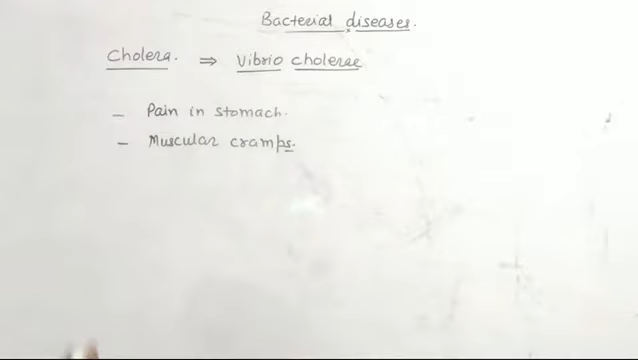 Bacterial diseases.
Cholera. ⇒ Vibrio cholerae
- Pain in stomach.
- Muscular cramps.